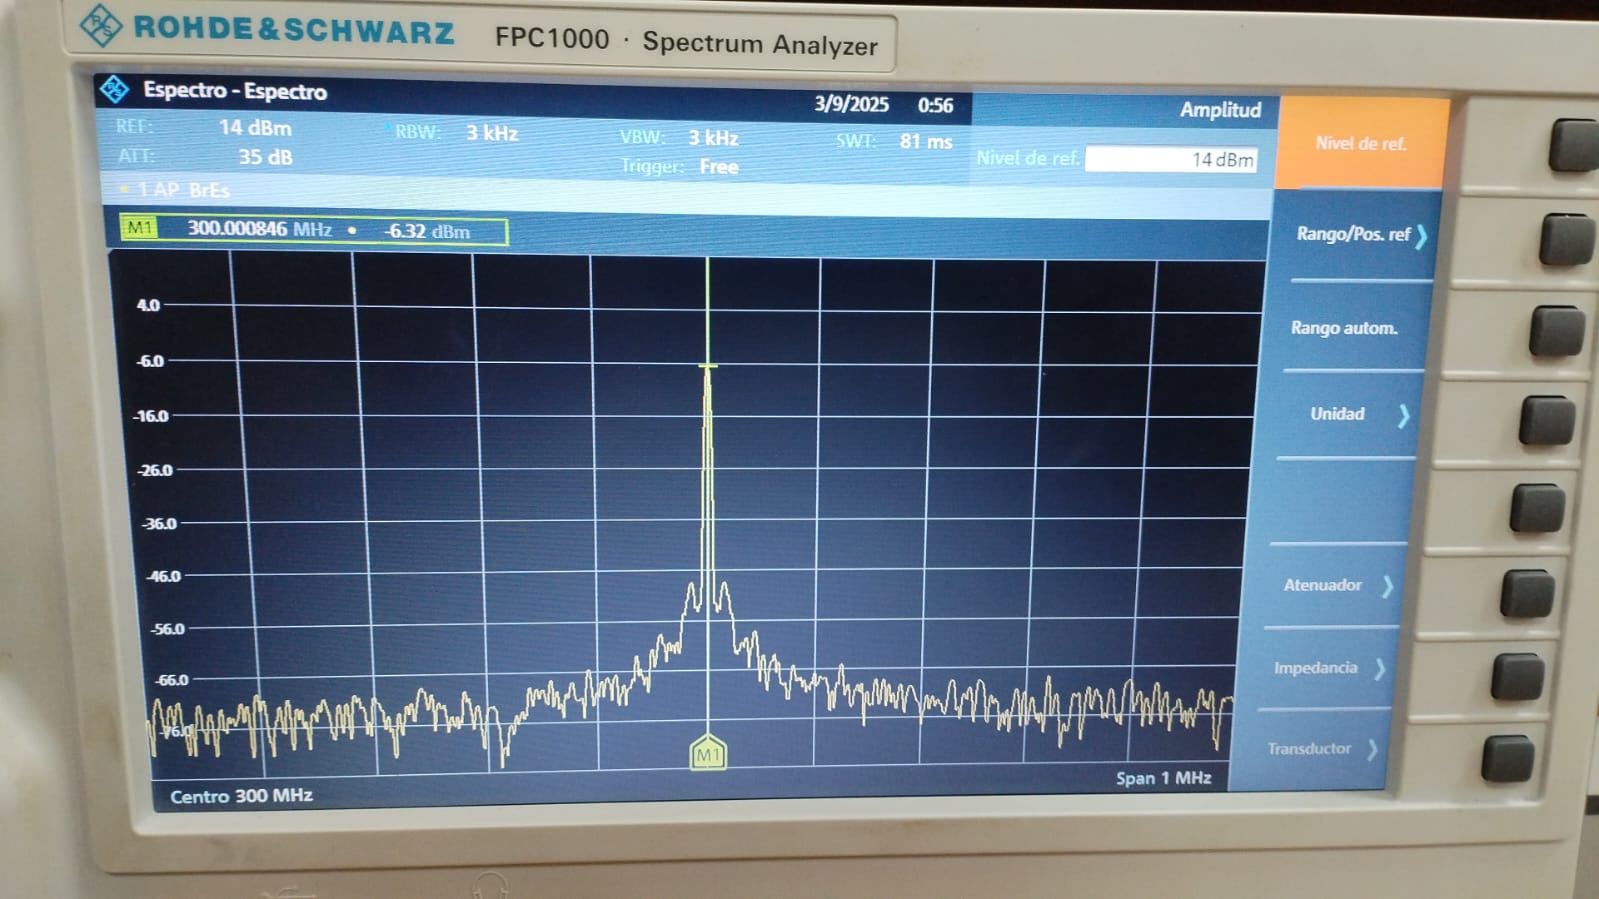 ROHDE&SCHWARZ FPC1000 · Spectrum Analyzer
Espectro - Espectro
3/9/2025 0:56
Amplitud
REF: 14 dBm RBW: 3 kHz VBW: 3 kHz SWT: 81 ms
ATT: 35 dB Trigger: Free
Nivel de ref. 14 dBm
1 AP BrEs
M1 300.000846 MHz • -6.32 dBm
4.0
-6.0
-16.0
-26.0
-36.0
-46.0
-56.0
-66.0
-76.0
M1
Centro 300 MHz Span 1 MHz
Nivel de ref.
Rango/Pos. ref
Rango autom.
Unidad
Atenuador
Impedancia
Transductor